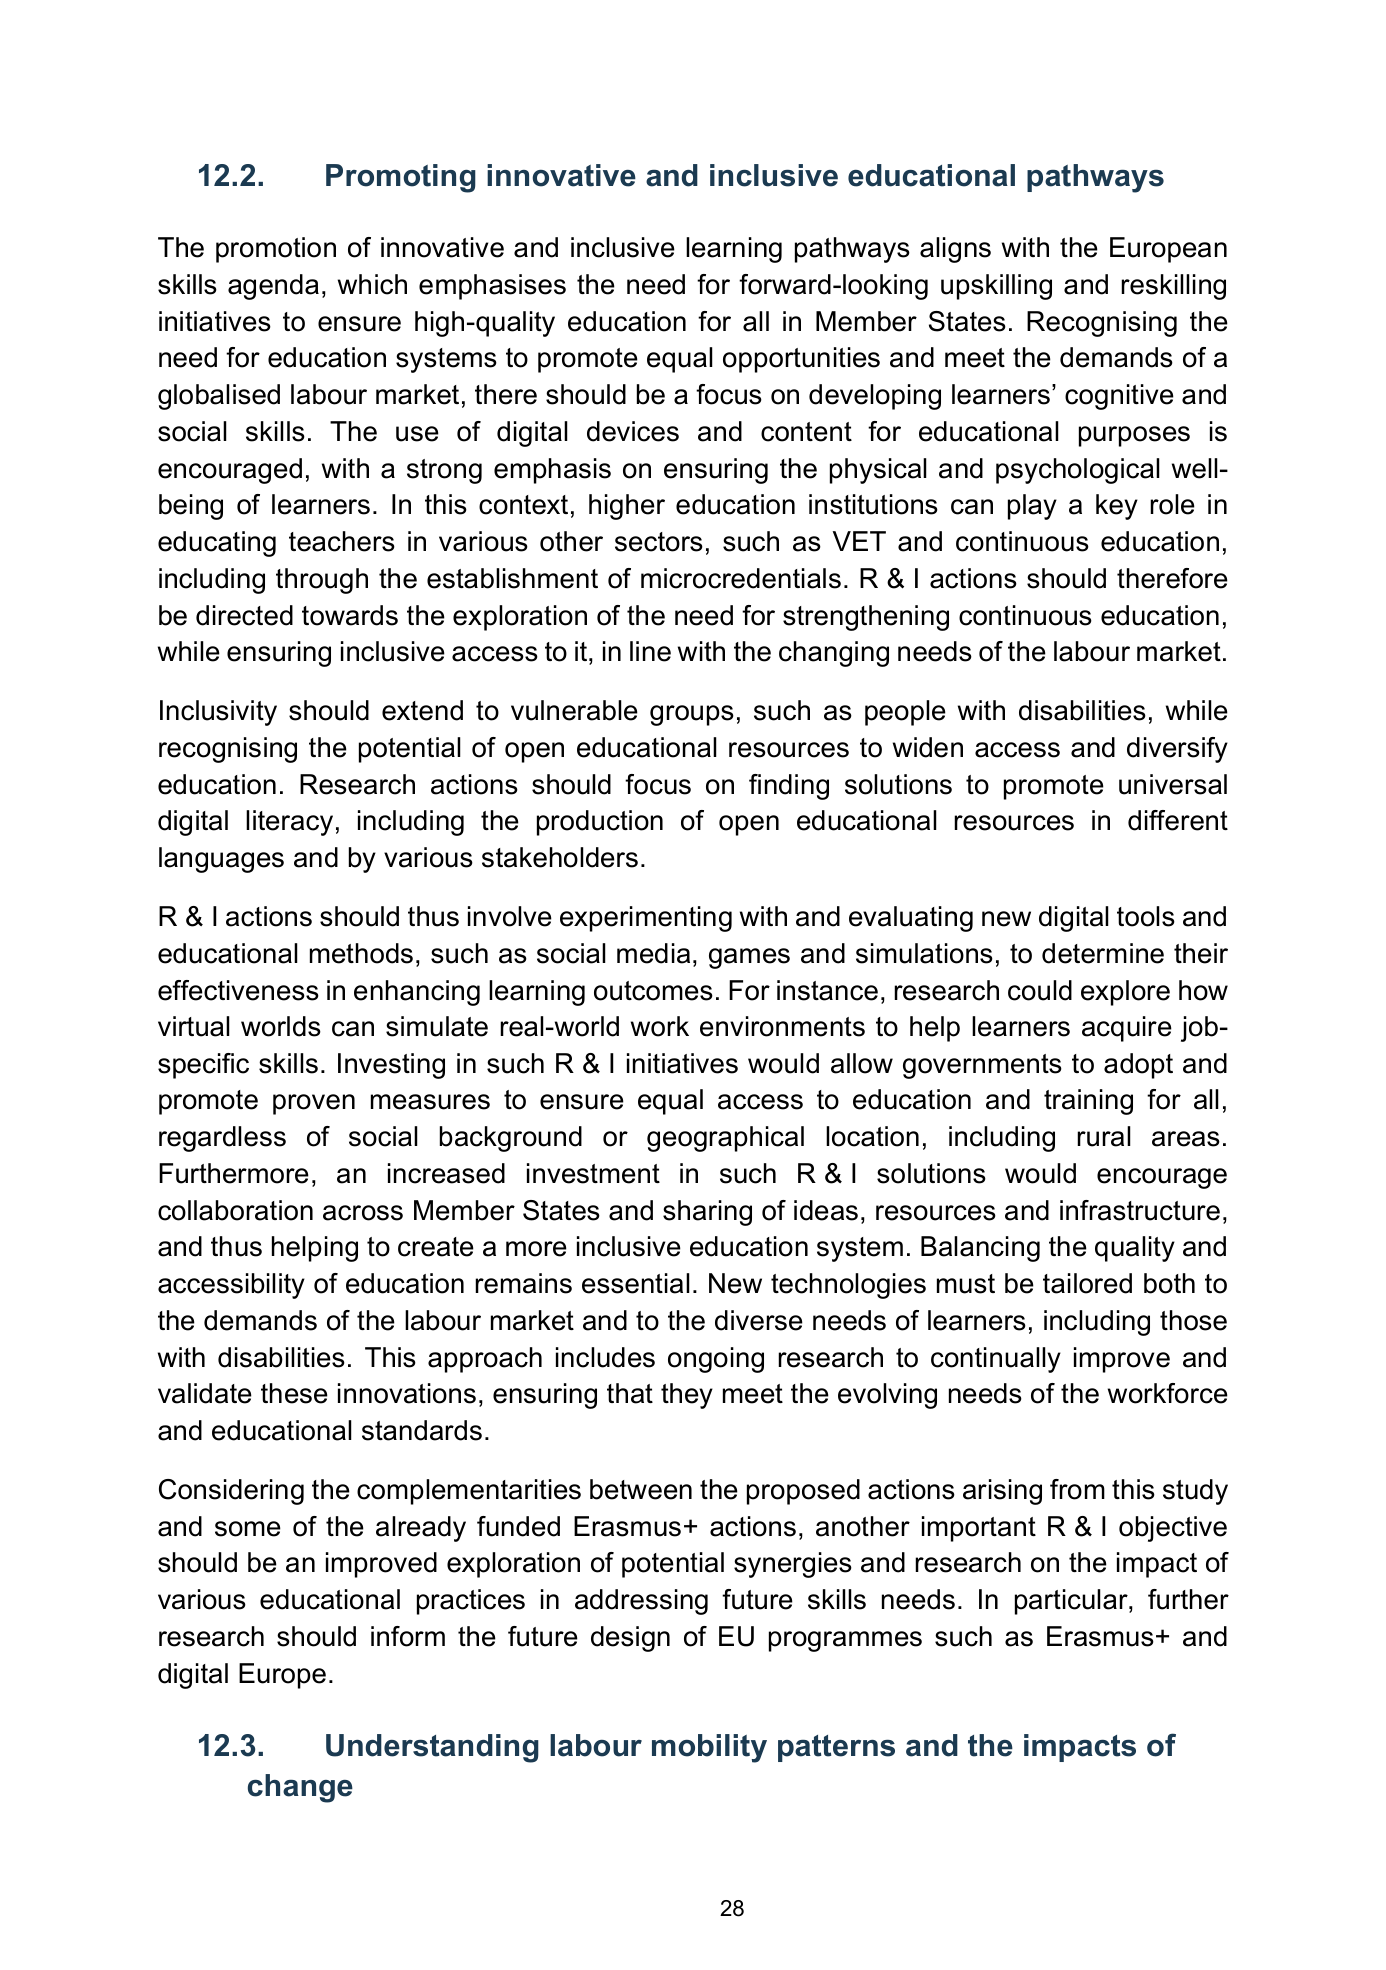 12.2. Promoting innovative and inclusive educational pathways
The promotion of innovative and inclusive learning pathways aligns with the European
skills agenda, which emphasises the need for forward-looking upskilling and reskilling
initiatives to ensure high-quality education for all in Member States. Recognising the
need for education systems to promote equal opportunities and meet the demands of a
globalised labour market, there should be a focus on developing learners’ cognitive and
social skills. The use of digital devices and content for educational purposes is
encouraged, with a strong emphasis on ensuring the physical and psychological well-
being of learners. In this context, higher education institutions can play a key role in
educating teachers in various other sectors, such as VET and continuous education,
including through the establishment of microcredentials. R & I actions should therefore
be directed towards the exploration of the need for strengthening continuous education,
while ensuring inclusive access to it, in line with the changing needs of the labour market.
Inclusivity should extend to vulnerable groups, such as people with disabilities, while
recognising the potential of open educational resources to widen access and diversify
education. Research actions should focus on finding solutions to promote universal
digital literacy, including the production of open educational resources in different
languages and by various stakeholders.
R & I actions should thus involve experimenting with and evaluating new digital tools and
educational methods, such as social media, games and simulations, to determine their
effectiveness in enhancing learning outcomes. For instance, research could explore how
virtual worlds can simulate real-world work environments to help learners acquire job-
specific skills. Investing in such R & I initiatives would allow governments to adopt and
promote proven measures to ensure equal access to education and training for all,
regardless of social background or geographical location, including rural areas.
Furthermore, an increased investment in such R & I solutions would encourage
collaboration across Member States and sharing of ideas, resources and infrastructure,
and thus helping to create a more inclusive education system. Balancing the quality and
accessibility of education remains essential. New technologies must be tailored both to
the demands of the labour market and to the diverse needs of learners, including those
with disabilities. This approach includes ongoing research to continually improve and
validate these innovations, ensuring that they meet the evolving needs of the workforce
and educational standards.
Considering the complementarities between the proposed actions arising from this study
and some of the already funded Erasmus+ actions, another important R & I objective
should be an improved exploration of potential synergies and research on the impact of
various educational practices in addressing future skills needs. In particular, further
research should inform the future design of EU programmes such as Erasmus+ and
digital Europe.
12.3. Understanding labour mobility patterns and the impacts of
change
28